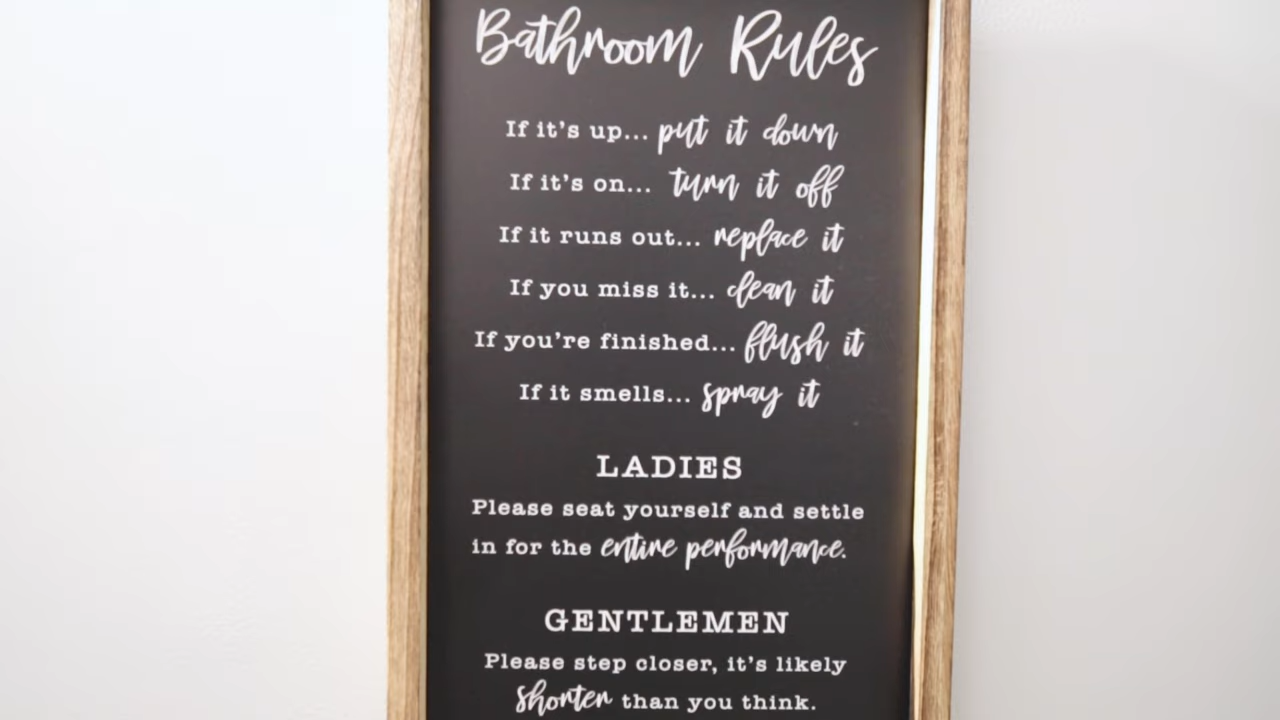 Bathroom Rules
If it's up... put it down
If it's on... turn it off
If it runs out... replace it
If you miss it... clean it
If you're finished... flush it
If it smells... spray it
LADIES
Please seat yourself and settle
in for the entire performance.
GENTLEMEN
Please step closer, it's likely
shorter than you think.